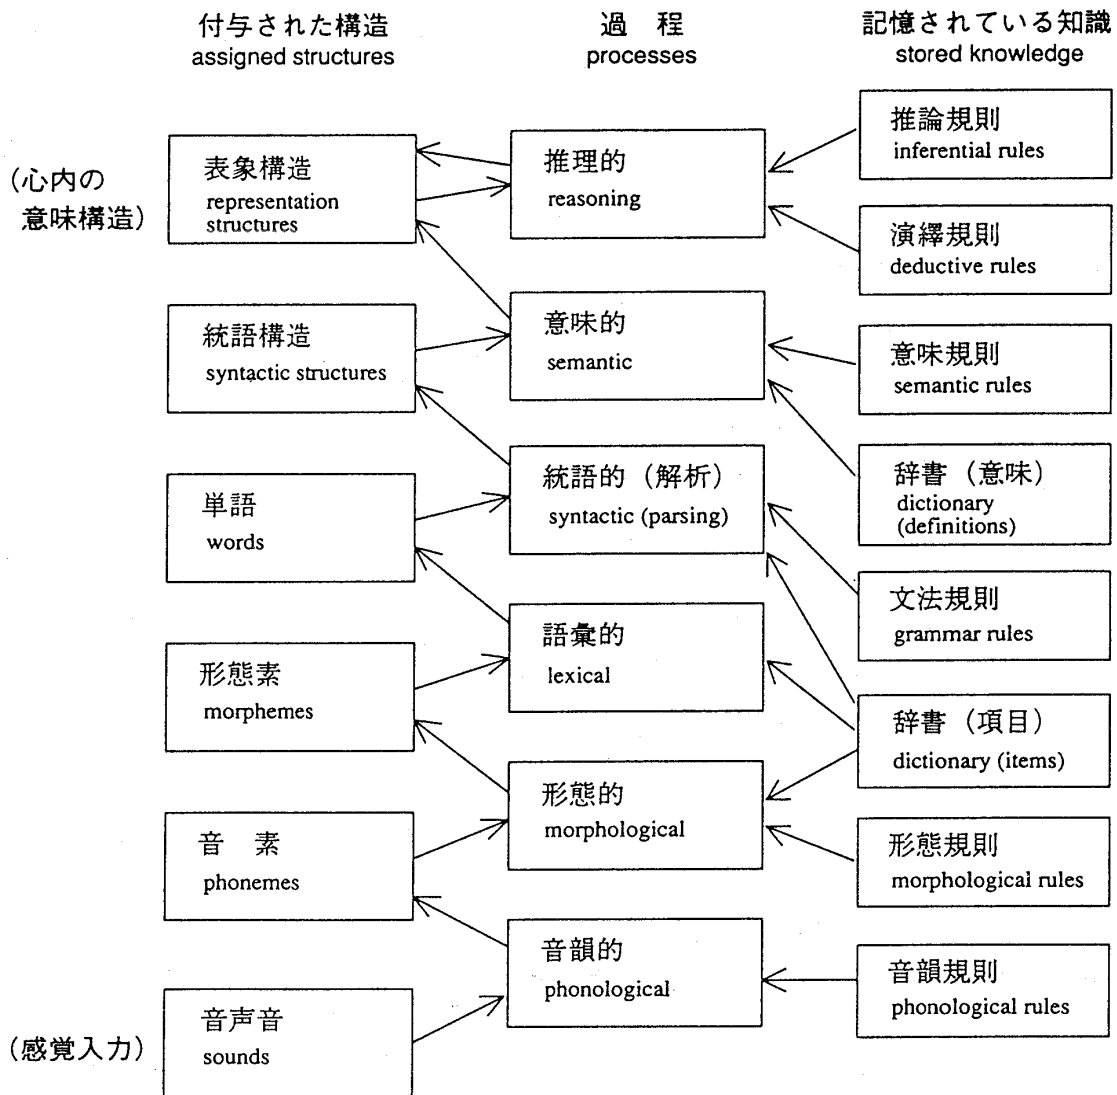 付与された構造
assigned structures
過 程
processes
記憶されている知識
stored knowledge
(心内の
意味構造)
表象構造
representation
structures
統語構造
syntactic structures
単語
words
形態素
morphemes
音 素
phonemes
(感覚入力)
音声音
sounds
推理的
reasoning
意味的
semantic
統語的(解析)
syntactic (parsing)
語彙的
lexical
形態的
morphological
音韻的
phonological
推論規則
inferential rules
演繹規則
deductive rules
意味規則
semantic rules
辞書(意味)
dictionary
(definitions)
文法規則
grammar rules
辞書(項目)
dictionary (items)
形態規則
morphological rules
音韻規則
phonological rules